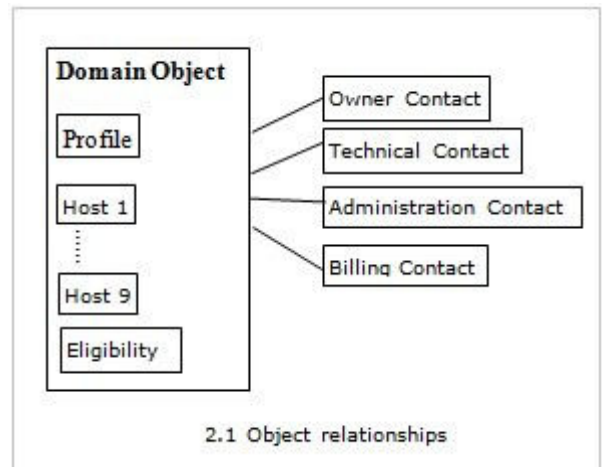 Domain Object
Profile
Host 1
Host 9
Eligibility
Owner Contact
Technical Contact
Administration Contact
Billing Contact
2.1 Object relationships